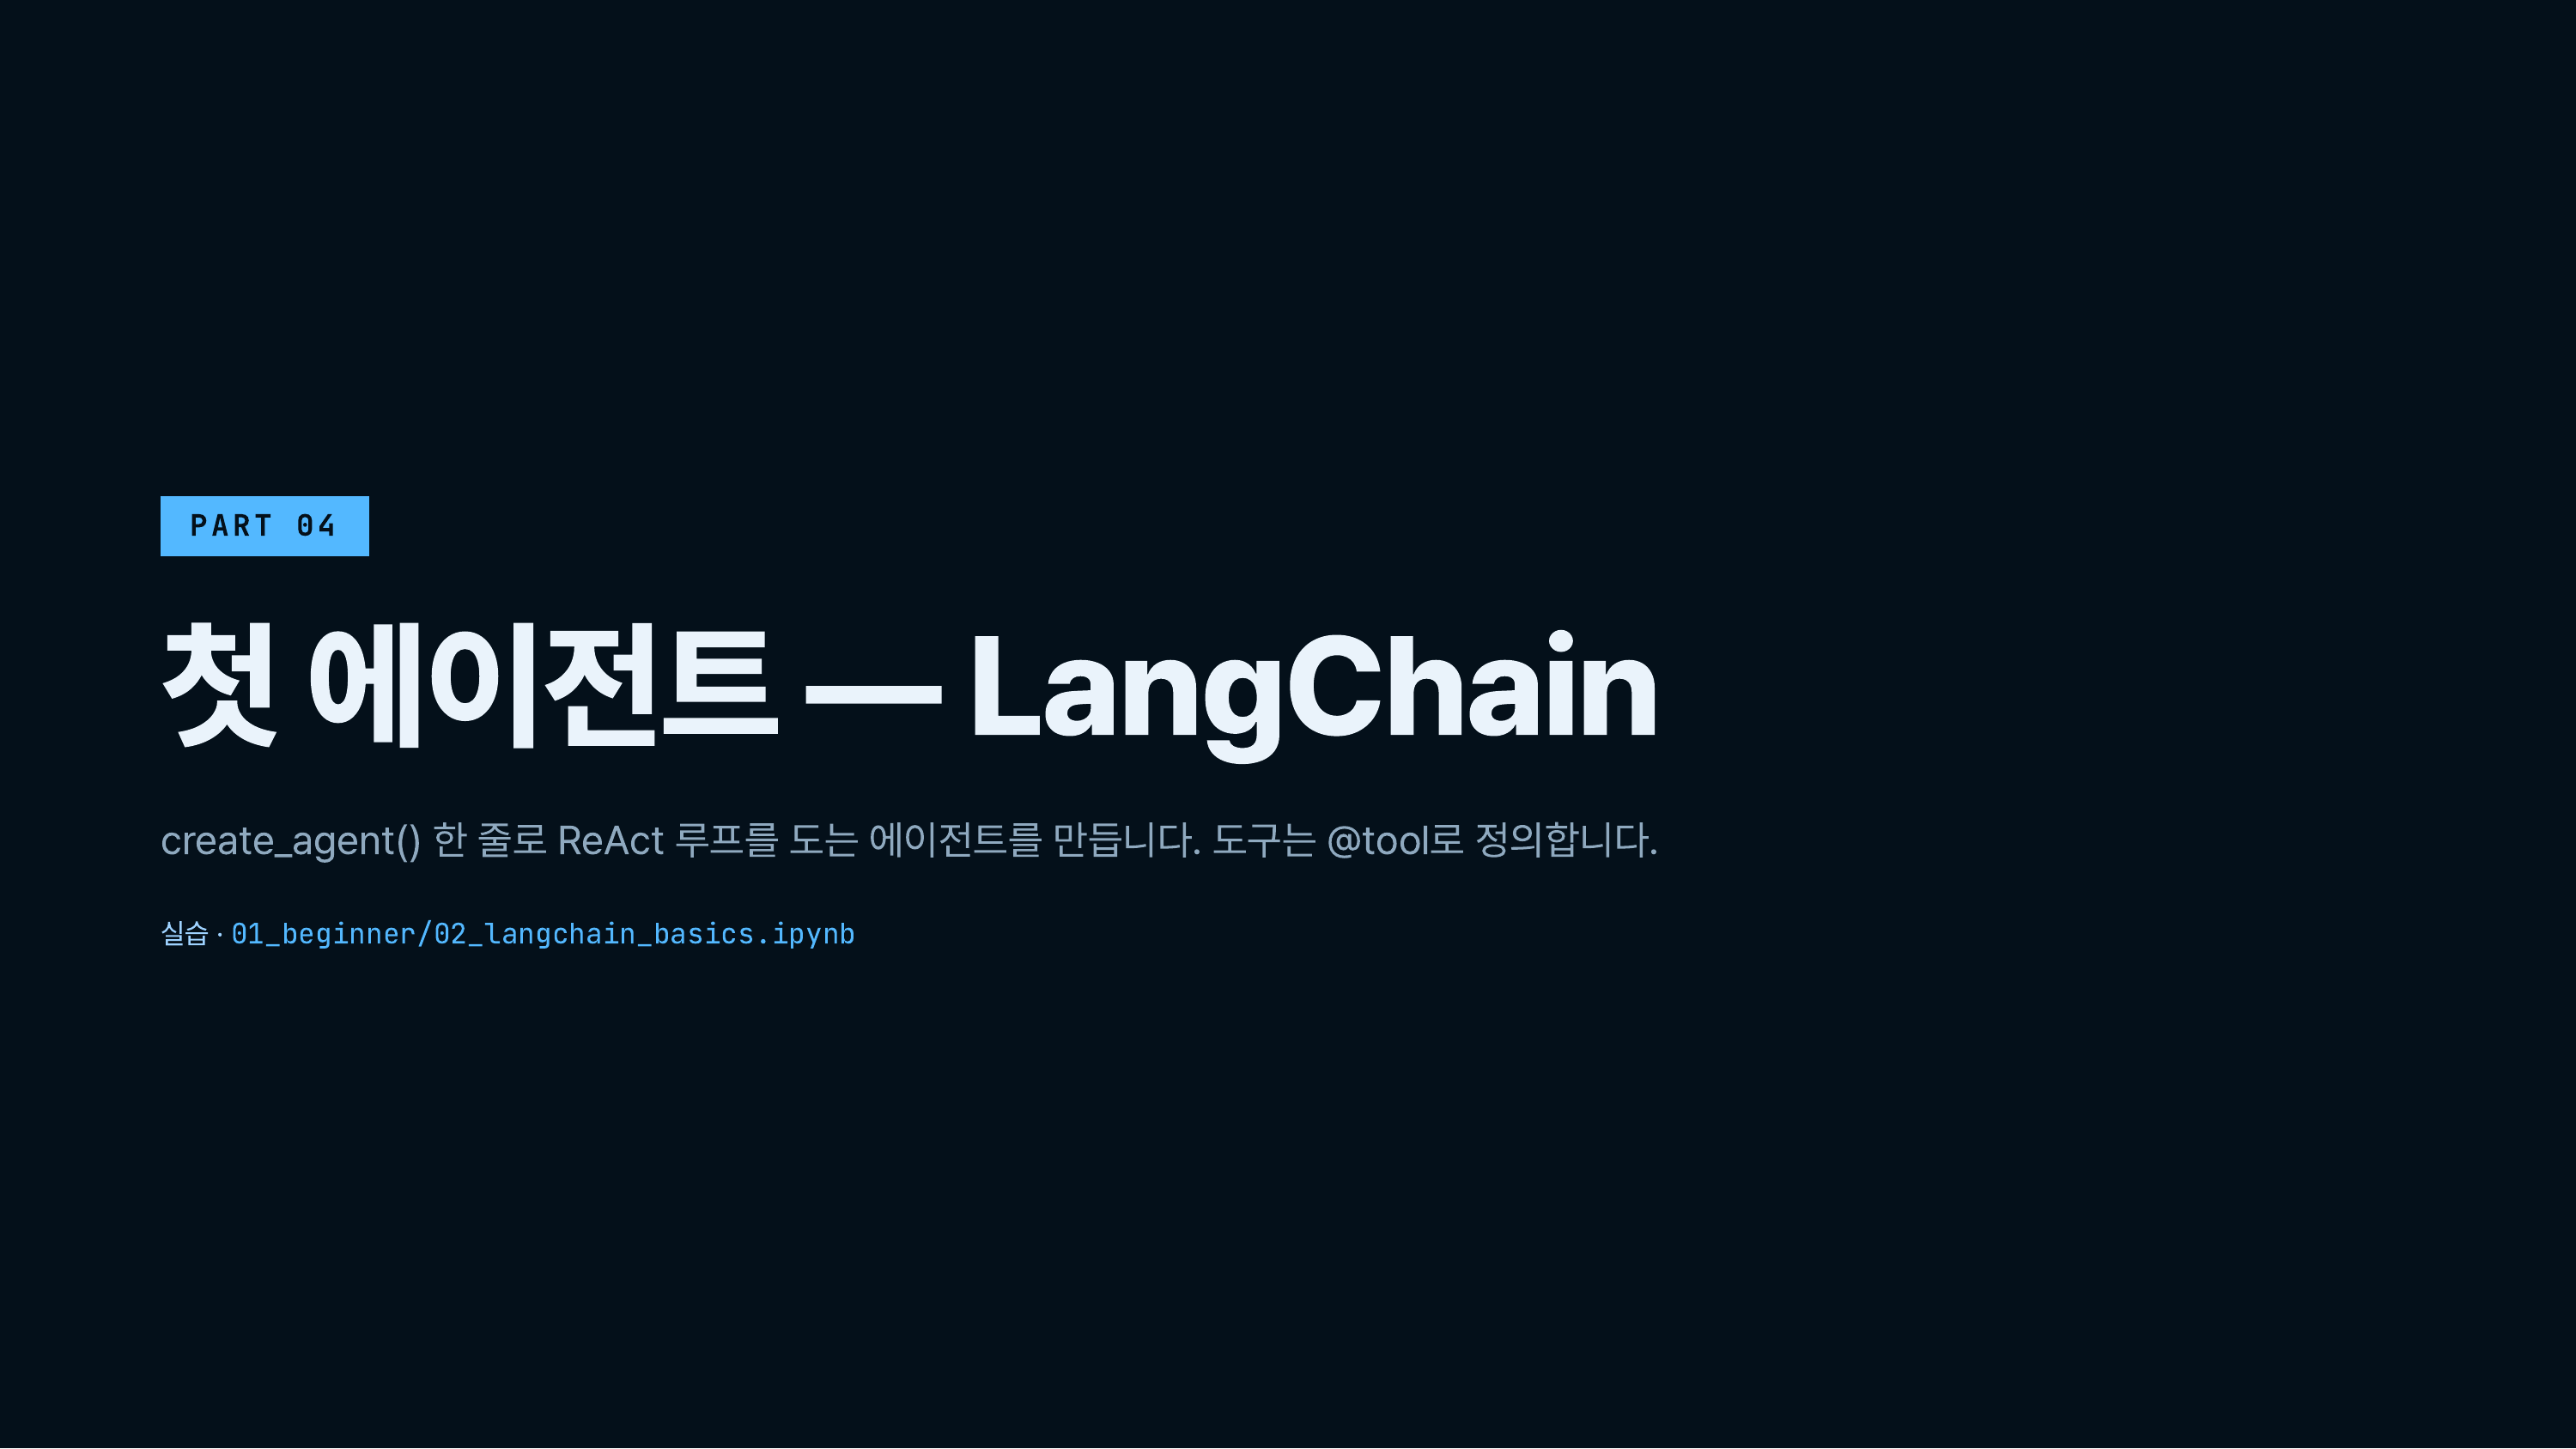 PART 04
첫 에이전트 — LangChain
create_agent() 한 줄로 ReAct 루프를 도는 에이전트를 만듭니다. 도구는 @tool로 정의합니다.
실습 · 01_beginner/02_langchain_basics.ipynb